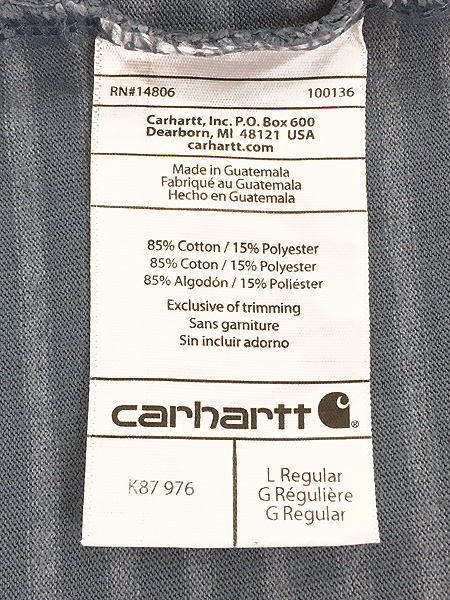 RN#14806 100136
Carhartt, Inc. P.O. Box 600
Dearborn, MI 48121 USA
carhartt.com
Made in Guatemala
Fabriqué au Guatemala
Hecho en Guatemala
85% Cotton / 15% Polyester
85% Coton / 15% Polyester
85% Algodón / 15% Poliéster
Exclusive of trimming
Sans garniture
Sin incluir adorno
carhartt ®
K87 976
L Regular
G Régulière
G Regular